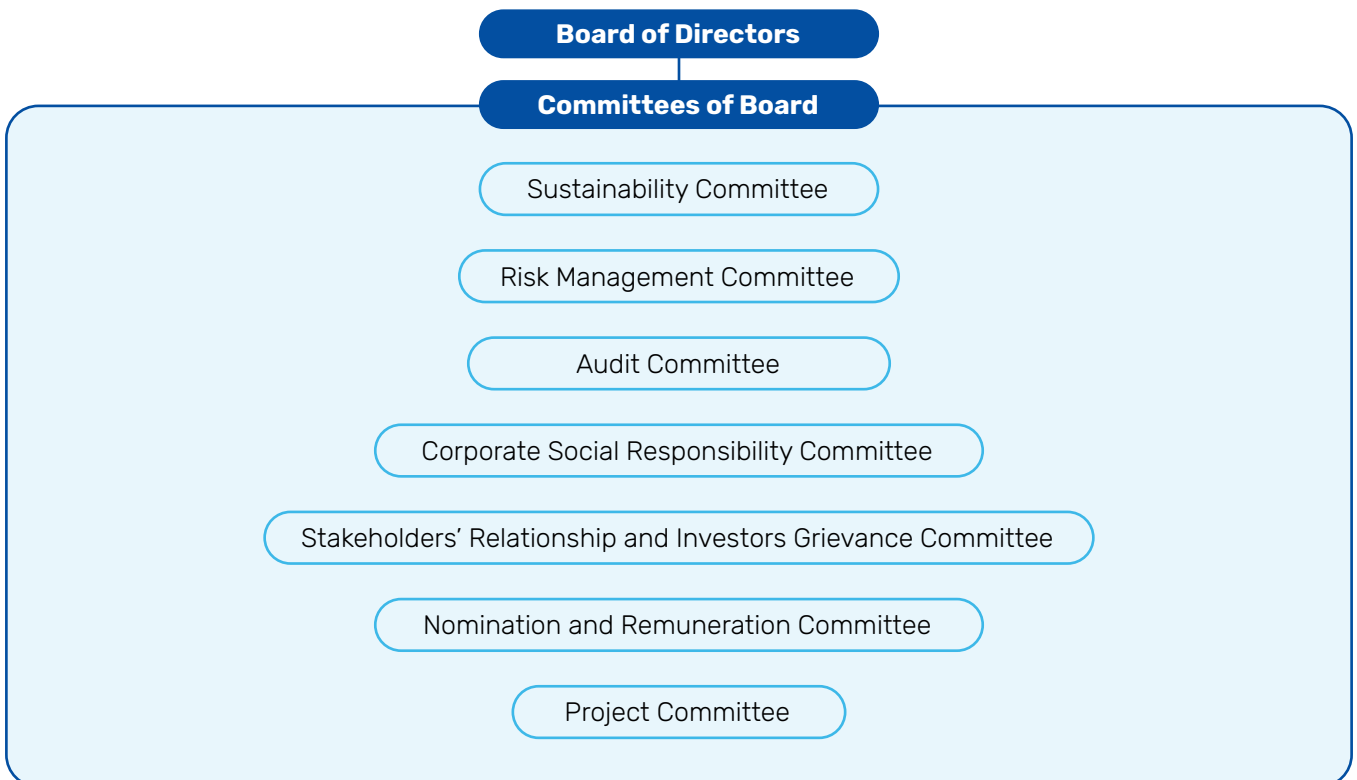 Board of Directors
Committees of Board
Sustainability Committee
Risk Management Committee
Audit Committee
Corporate Social Responsibility Committee
Stakeholders’ Relationship and Investors Grievance Committee
Nomination and Remuneration Committee
Project Committee